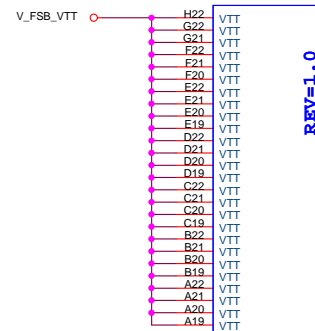 V_FSB_VTT
H22 VTT
G22 VTT
G21 VTT
F22 VTT
F21 VTT
F20 VTT
E22 VTT
E21 VTT
E20 VTT
E19 VTT
D22 VTT
D21 VTT
D20 VTT
D19 VTT
C22 VTT
C21 VTT
C20 VTT
C19 VTT
B22 VTT
B21 VTT
B20 VTT
B19 VTT
A22 VTT
A21 VTT
A20 VTT
A19 VTT
REV=1.0